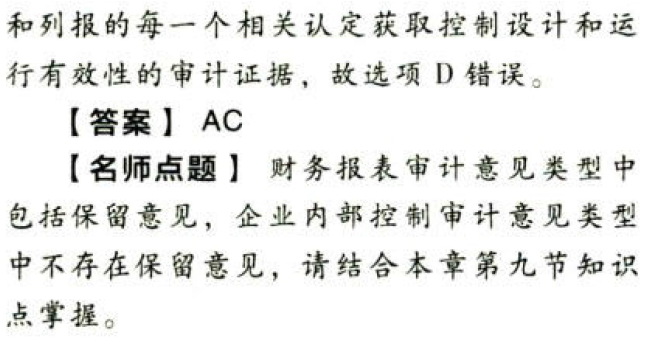 和列报的每一个相关认定获取控制设计和运
行有效性的审计证据，故选项 D 错误。
【答案】 AC
【名师点题】 财务报表审计意见类型中
包括保留意见，企业内部控制审计意见类型
中不存在保留意见，请结合本章第九节知识
点掌握。